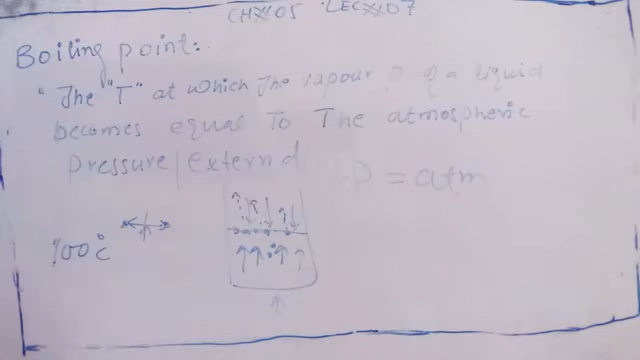 CH#05 LEC#07
Boiling point:
"The "T" at which The vapour P of a liquid
becomes equal To The atmospheric
pressure/external
P = atm
100°c